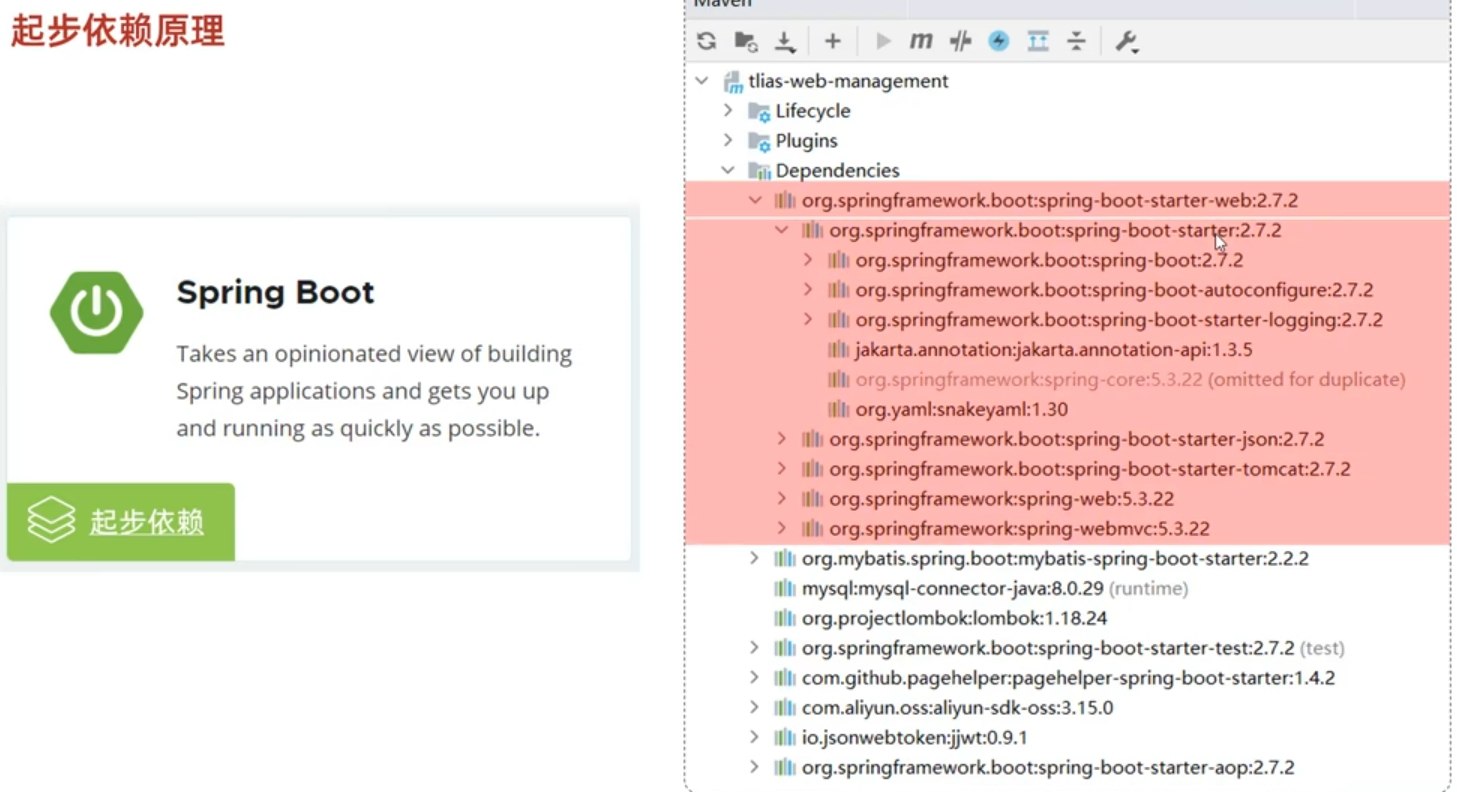 起步依赖原理
Spring Boot
Takes an opinionated view of building
Spring applications and gets you up
and running as quickly as possible.
起步依赖
Maven
m
tlias-web-management
Lifecycle
Plugins
Dependencies
org.springframework.boot:spring-boot-starter-web:2.7.2
org.springframework.boot:spring-boot-starter:2.7.2
org.springframework.boot:spring-boot:2.7.2
org.springframework.boot:spring-boot-autoconfigure:2.7.2
org.springframework.boot:spring-boot-starter-logging:2.7.2
jakarta.annotation:jakarta.annotation-api:1.3.5
org.springframework:spring-core:5.3.22 (omitted for duplicate)
org.yaml:snakeyaml:1.30
org.springframework.boot:spring-boot-starter-json:2.7.2
org.springframework.boot:spring-boot-starter-tomcat:2.7.2
org.springframework:spring-web:5.3.22
org.springframework:spring-webmvc:5.3.22
org.mybatis.spring.boot:mybatis-spring-boot-starter:2.2.2
mysql:mysql-connector-java:8.0.29 (runtime)
org.projectlombok:lombok:1.18.24
org.springframework.boot:spring-boot-starter-test:2.7.2 (test)
com.github.pagehelper:pagehelper-spring-boot-starter:1.4.2
com.aliyun.oss:aliyun-sdk-oss:3.15.0
io.jsonwebtoken:jjwt:0.9.1
org.springframework.boot:spring-boot-starter-aop:2.7.2